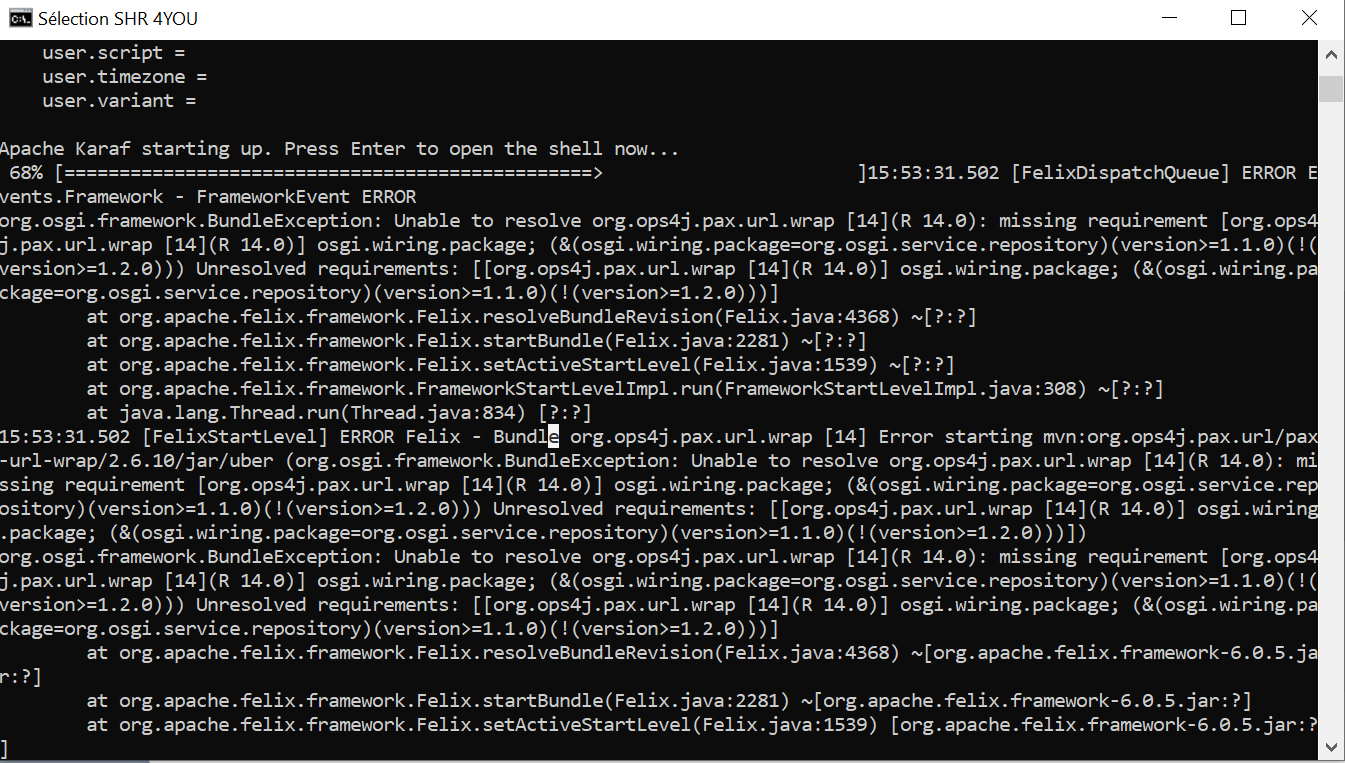 Sélection SHR 4YOU
user.script =
user.timezone =
user.variant =
Apache Karaf starting up. Press Enter to open the shell now...
68% [================================================>                       ]15:53:31.502 [FelixDispatchQueue] ERROR E
vents.Framework - FrameworkEvent ERROR
org.osgi.framework.BundleException: Unable to resolve org.ops4j.pax.url.wrap [14](R 14.0): missing requirement [org.ops4
j.pax.url.wrap [14](R 14.0)] osgi.wiring.package; (&(osgi.wiring.package=org.osgi.service.repository)(version>=1.1.0)(!(
version>=1.2.0))) Unresolved requirements: [[org.ops4j.pax.url.wrap [14](R 14.0)] osgi.wiring.package; (&(osgi.wiring.pa
ckage=org.osgi.service.repository)(version>=1.1.0)(!(version>=1.2.0)))]
at org.apache.felix.framework.Felix.resolveBundleRevision(Felix.java:4368) ~[?:?]
at org.apache.felix.framework.Felix.startBundle(Felix.java:2281) ~[?:?]
at org.apache.felix.framework.Felix.setActiveStartLevel(Felix.java:1539) ~[?:?]
at org.apache.felix.framework.FrameworkStartLevelImpl.run(FrameworkStartLevelImpl.java:308) ~[?:?]
at java.lang.Thread.run(Thread.java:834) [?:?]
15:53:31.502 [FelixStartLevel] ERROR Felix - Bundle org.ops4j.pax.url.wrap [14] Error starting mvn:org.ops4j.pax.url/pax
-url-wrap/2.6.10/jar/uber (org.osgi.framework.BundleException: Unable to resolve org.ops4j.pax.url.wrap [14](R 14.0): mi
ssing requirement [org.ops4j.pax.url.wrap [14](R 14.0)] osgi.wiring.package; (&(osgi.wiring.package=org.osgi.service.rep
ository)(version>=1.1.0)(!(version>=1.2.0))) Unresolved requirements: [[org.ops4j.pax.url.wrap [14](R 14.0)] osgi.wiring
.package; (&(osgi.wiring.package=org.osgi.service.repository)(version>=1.1.0)(!(version>=1.2.0)))])
org.osgi.framework.BundleException: Unable to resolve org.ops4j.pax.url.wrap [14](R 14.0): missing requirement [org.ops4
j.pax.url.wrap [14](R 14.0)] osgi.wiring.package; (&(osgi.wiring.package=org.osgi.service.repository)(version>=1.1.0)(!(
version>=1.2.0))) Unresolved requirements: [[org.ops4j.pax.url.wrap [14](R 14.0)] osgi.wiring.package; (&(osgi.wiring.pa
ckage=org.osgi.service.repository)(version>=1.1.0)(!(version>=1.2.0)))]
at org.apache.felix.framework.Felix.resolveBundleRevision(Felix.java:4368) ~[org.apache.felix.framework-6.0.5.ja
r:?]
at org.apache.felix.framework.Felix.startBundle(Felix.java:2281) ~[org.apache.felix.framework-6.0.5.jar:?]
at org.apache.felix.framework.Felix.setActiveStartLevel(Felix.java:1539) [org.apache.felix.framework-6.0.5.jar:?
]